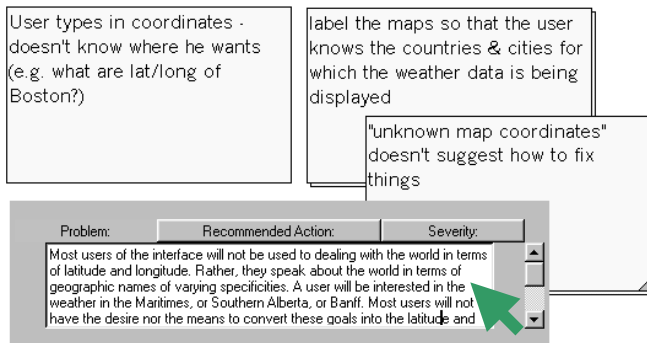 User types in coordinates -
doesn't know where he wants
(e.g. what are lat/long of
Boston?)
label the maps so that the user
knows the countries & cities for
which the weather data is being
displayed
"unknown map coordinates"
doesn't suggest how to fix
things
Problem: Recommended Action: Severity:
Most users of the interface will not be used to dealing with the world in terms
of latitude and longitude. Rather, they speak about the world in terms of
geographic names of varying specificities. A user will be interested in the
weather in the Maritimes, or Southern Alberta, or Banff. Most users will not
have the desire nor the means to convert these goals into the latitude and